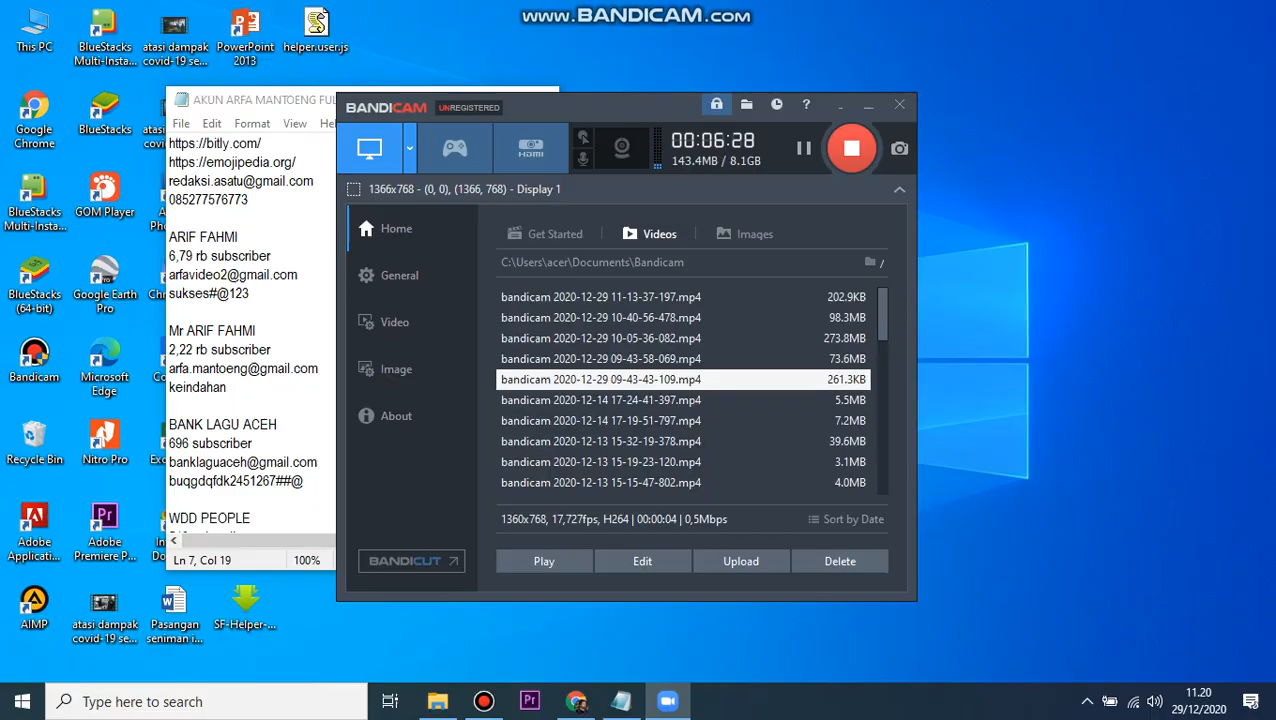 www.BANDICAM.com
This PC
BlueStacks
Multi-Insta...
atasi dampak
covid-19 se...
PowerPoint
2013
helper.user.js
Google
Chrome
BlueStacks
BlueStacks
Multi-Insta...
GOM Player
BlueStacks
(64-bit)
Google Earth
Pro
Bandicam
Microsoft
Edge
Recycle Bin
Nitro Pro
Adobe
Applicati...
Adobe
Premiere P...
AIMP
atasi dampak
covid-19 se...
Pasangan
seniman i...
SF-Helper-...
AKUN ARFA MANTOENG FUL
File Edit Format View He
https://bitly.com/
https://emojipedia.org/
redaksi.asatu@gmail.com
085277576773
ARIF FAHMI
6,79 rb subscriber
arfavideo2@gmail.com
sukses#@123
Mr ARIF FAHMI
2,22 rb subscriber
arfa.mantoeng@gmail.com
keindahan
BANK LAGU ACEH
696 subscriber
banklaguaceh@gmail.com
buqgdqfdk2451267##@
WDD PEOPLE
Ln 7, Col 19 100%
BANDICAM UNREGISTERED
HDMI
00:06:28
143.4MB / 8.1GB
1366x768 - (0, 0), (1366, 768) - Display 1
Home
General
Video
Image
About
BANDICUT
Get Started Videos Images
C:\Users\acer\Documents\Bandicam /
bandicam 2020-12-29 11-13-37-197.mp4 202.9KB
bandicam 2020-12-29 10-40-56-478.mp4 98.3MB
bandicam 2020-12-29 10-05-36-082.mp4 273.8MB
bandicam 2020-12-29 09-43-58-069.mp4 73.6MB
bandicam 2020-12-29 09-43-43-109.mp4 261.3KB
bandicam 2020-12-14 17-24-41-397.mp4 5.5MB
bandicam 2020-12-14 17-19-51-797.mp4 7.2MB
bandicam 2020-12-13 15-32-19-378.mp4 39.6MB
bandicam 2020-12-13 15-19-23-120.mp4 3.1MB
bandicam 2020-12-13 15-15-47-802.mp4 4.0MB
1360x768, 17,727fps, H264 | 00:00:04 | 0,5Mbps Sort by Date
Play Edit Upload Delete
Type here to search
Pr
11.20
29/12/2020